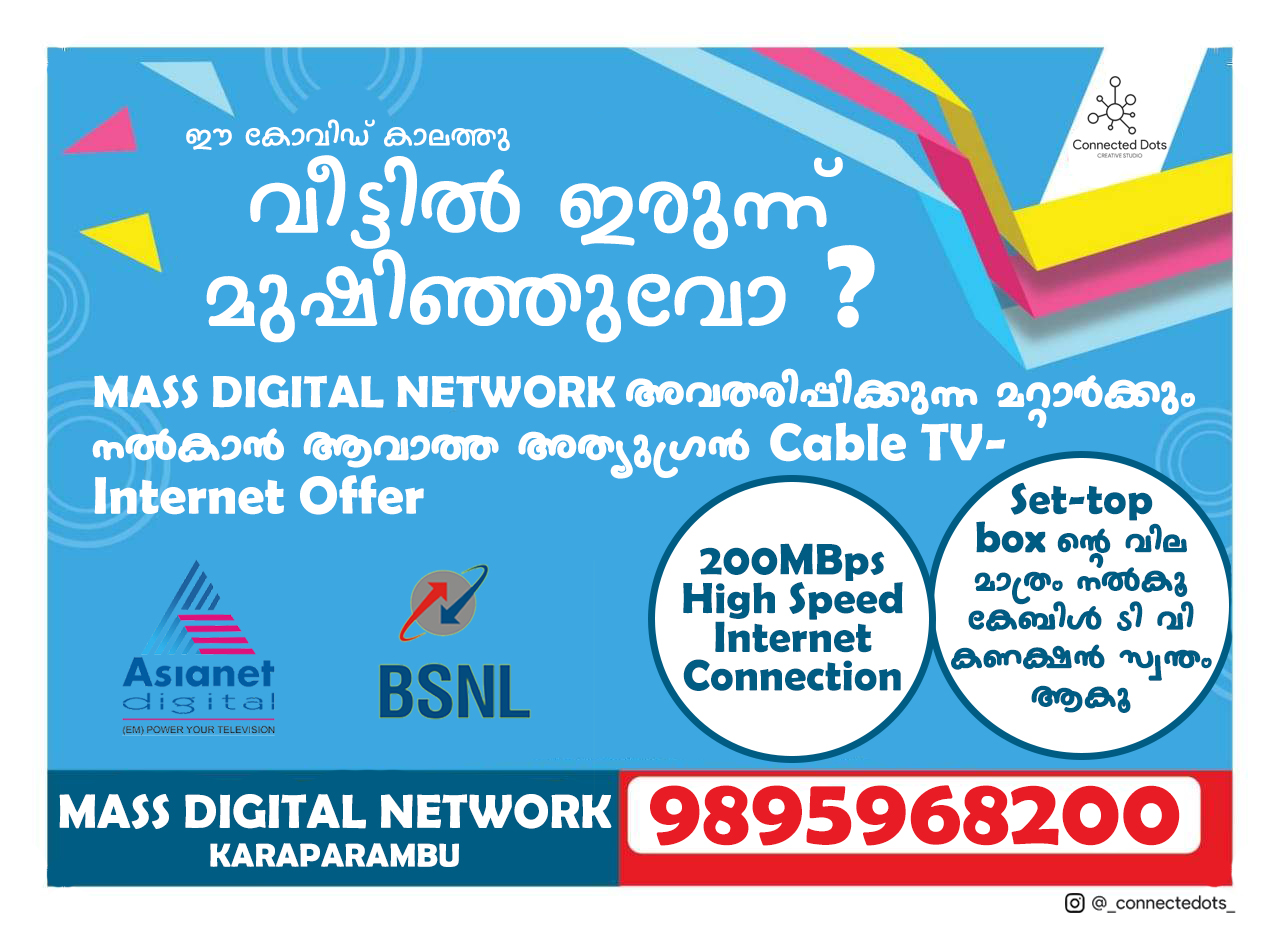 Connected Dots
CREATIVE STUDIO
ഈ കോവിഡ് കാലത്തു
വീട്ടിൽ ഇരുന്ന്
മുഷിഞ്ഞുവോ ?
MASS DIGITAL NETWORK അവതരിപ്പിക്കുന്ന മറ്റാർക്കും
നൽകാൻ ആവാത്ത അത്യുഗ്രൻ Cable TV-
Internet Offer
200MBps
High Speed
Internet
Connection
Set-top
box ന്റെ വില
മാത്രം നൽകൂ
കേബിൾ ടി വി
കണക്ഷൻ സ്വന്തം
ആകൂ
Asianet
digital
(EM) POWER YOUR TELEVISION
BSNL
MASS DIGITAL NETWORK
KARAPARAMBU
9895968200
@_connectedots_